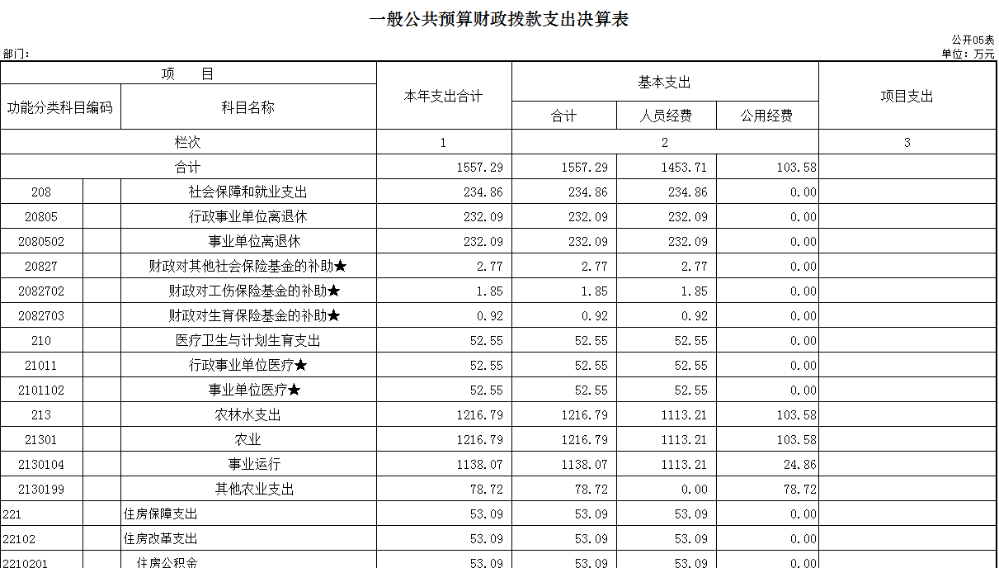 一般公共预算财政拨款支出决算表
公开05表
部门：
单位：万元
项 目 本年支出合计 基本支出 项目支出
功能分类科目编码 科目名称 合计 人员经费 公用经费
栏次 1 2 3
合计 1557.29 1557.29 1453.71 103.58
208 社会保障和就业支出 234.86 234.86 234.86 0.00
20805 行政事业单位离退休 232.09 232.09 232.09 0.00
2080502 事业单位离退休 232.09 232.09 232.09 0.00
20827 财政对其他社会保险基金的补助★ 2.77 2.77 2.77 0.00
2082702 财政对工伤保险基金的补助★ 1.85 1.85 1.85 0.00
2082703 财政对生育保险基金的补助★ 0.92 0.92 0.92 0.00
210 医疗卫生与计划生育支出 52.55 52.55 52.55 0.00
21011 行政事业单位医疗★ 52.55 52.55 52.55 0.00
2101102 事业单位医疗★ 52.55 52.55 52.55 0.00
213 农林水支出 1216.79 1216.79 1113.21 103.58
21301 农业 1216.79 1216.79 1113.21 103.58
2130104 事业运行 1138.07 1138.07 1113.21 24.86
2130199 其他农业支出 78.72 78.72 0.00 78.72
221 住房保障支出 53.09 53.09 53.09 0.00
22102 住房改革支出 53.09 53.09 53.09 0.00
2210201 住房公积金 53.09 53.09 53.09 0.00